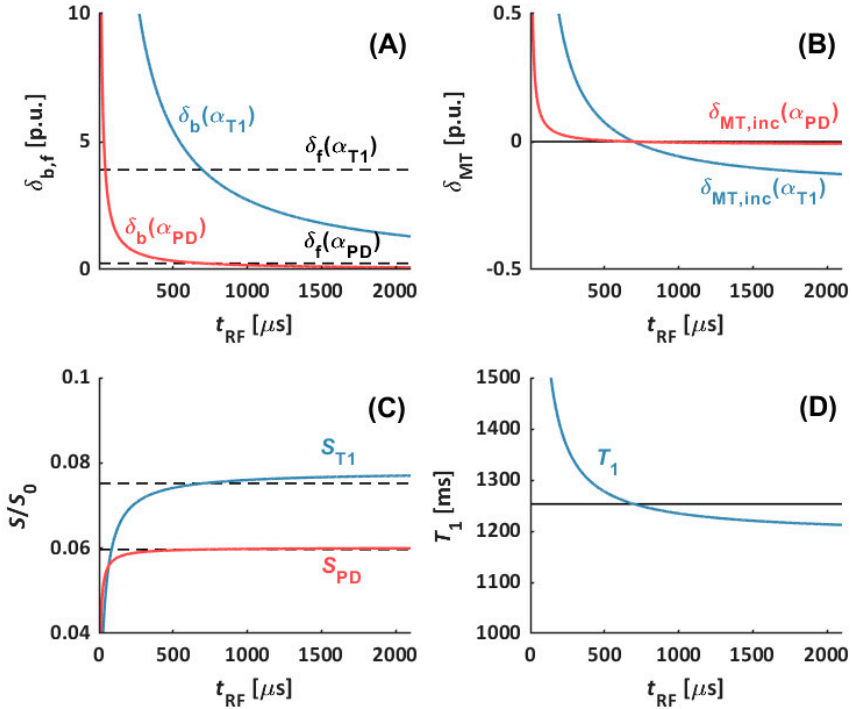 10
5
0
δb,f [p.u.]
(A)
δb(αT1)
δf(αT1)
δb(αPD)
δf(αPD)
500 1000 1500 2000
tRF [μs]
0.5
0
-0.5
δMT [p.u.]
(B)
δMT,inc(αPD)
δMT,inc(αT1)
500 1000 1500 2000
tRF [μs]
0.1
0.08
0.06
0.04
S/S0
(C)
ST1
SPD
0 500 1000 1500 2000
tRF [μs]
1500
1400
1300
1200
1100
1000
T1 [ms]
(D)
T1
500 1000 1500 2000
tRF [μs]